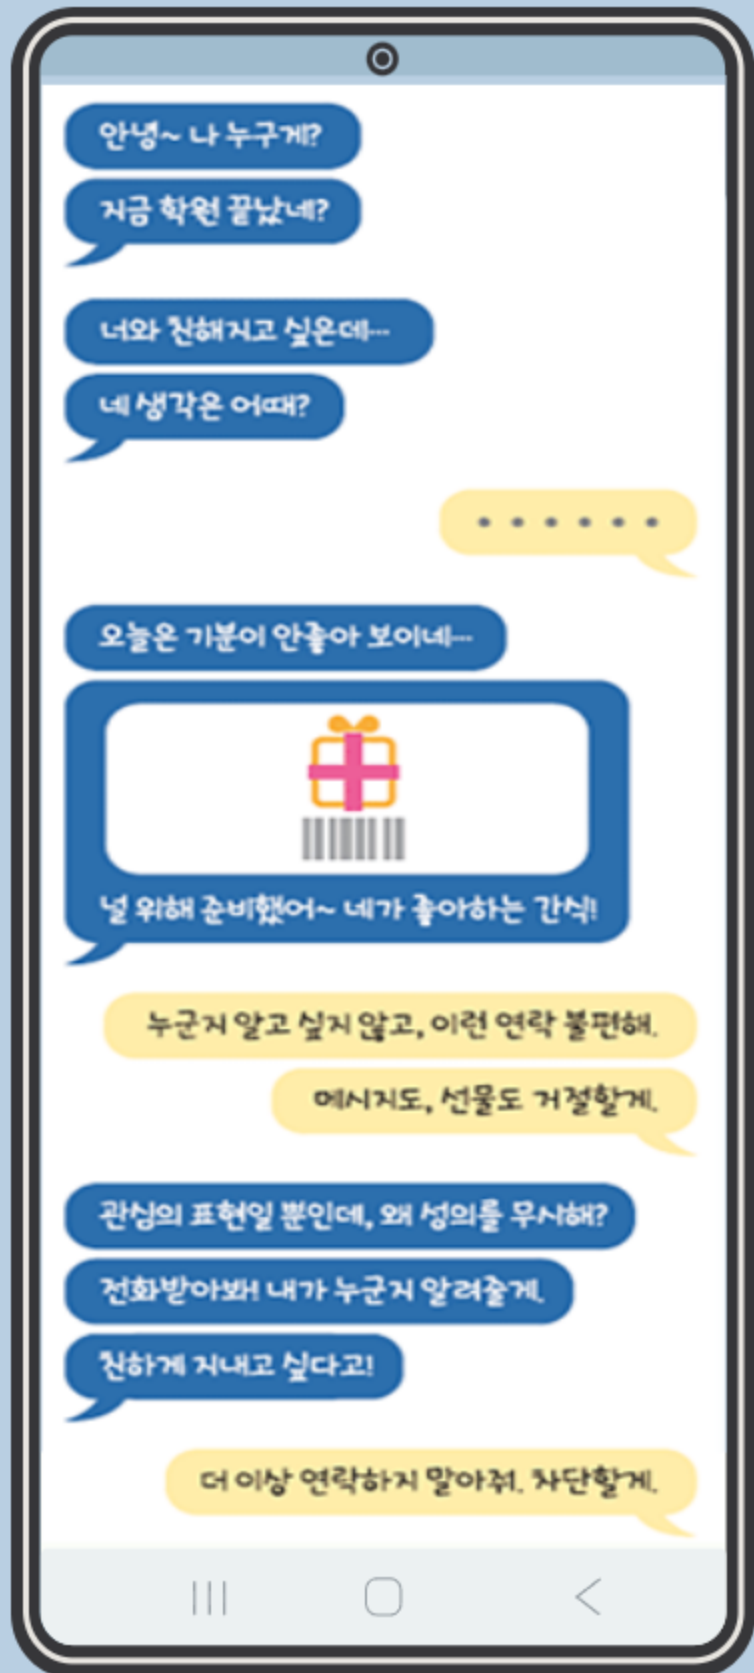 안녕~ 나 누구게?
지금 학원 끝났네?
너와 친해지고 싶은데…
네 생각은 어때?
• • • • • •
오늘은 기분이 안좋아 보이네…
널 위해 준비했어~ 네가 좋아하는 간식!
누군지 알고 싶지 않고, 이런 연락 불편해.
메시지도, 선물도 거절할게.
관심의 표현일 뿐인데, 왜 성의를 무시해?
전화받아봐! 내가 누군지 알려줄게.
친하게 지내고 싶다고!
더 이상 연락하지 말아줘. 차단할게.